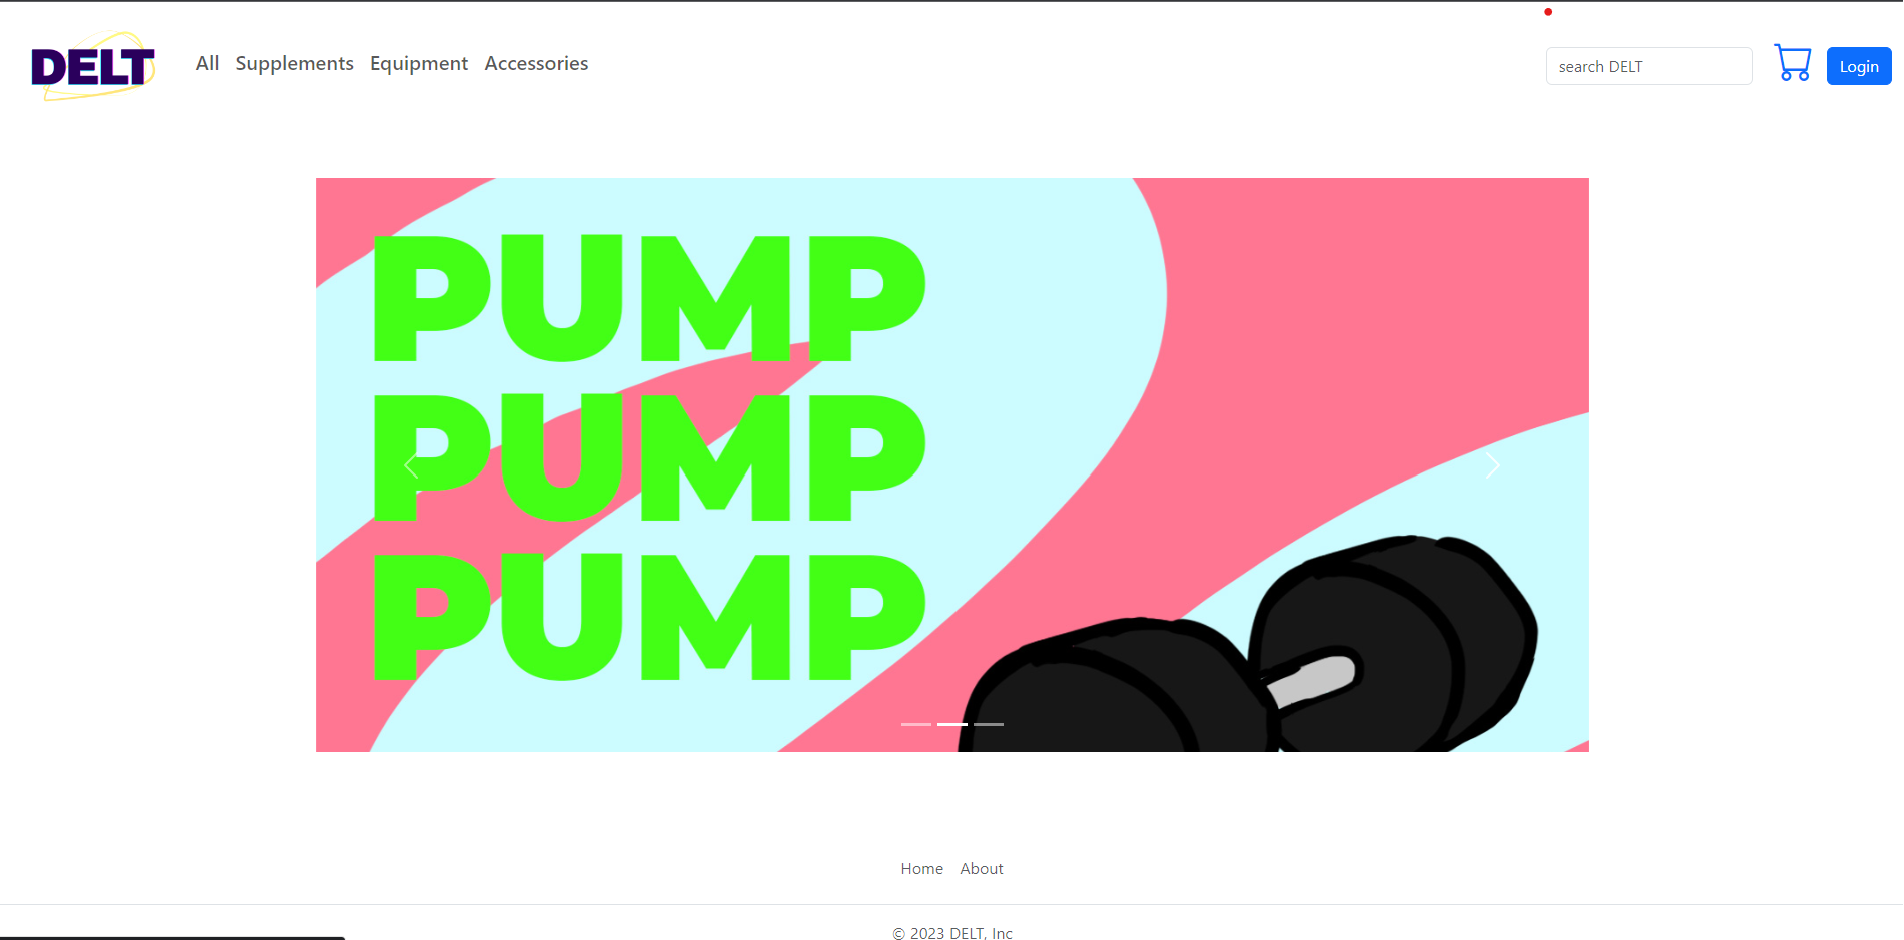 DELT
All Supplements Equipment Accessories
search DELT
Login
PUMP
PUMP
PUMP
Home About
© 2023 DELT, Inc